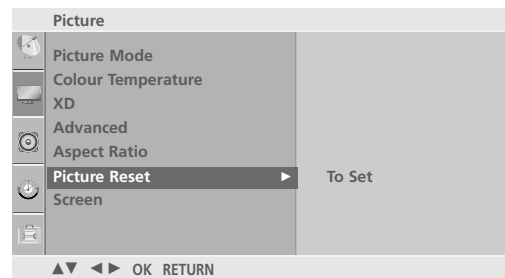 Picture
Picture Mode
Colour Temperature
XD
Advanced
Aspect Ratio
Picture Reset ► To Set
Screen
▲▼ ◄► OK RETURN